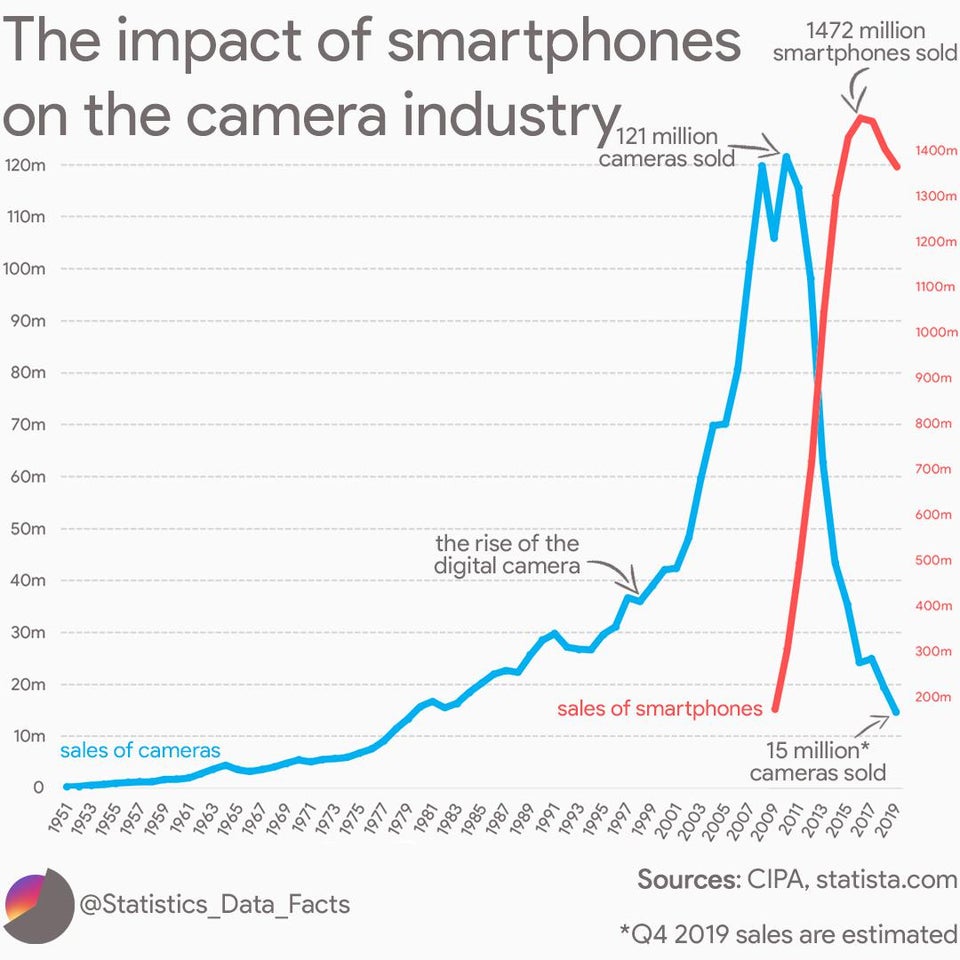 The impact of smartphones
on the camera industry
1472 million
smartphones sold
121 million
cameras sold
120m
110m
100m
90m
80m
70m
60m
50m
40m
30m
20m
10m
0
1400m
1300m
1200m
1100m
1000m
900m
800m
700m
600m
500m
400m
300m
200m
the rise of the
digital camera
sales of smartphones
sales of cameras
15 million*
cameras sold
1951
1953
1955
1957
1959
1961
1963
1965
1967
1969
1971
1973
1975
1977
1979
1981
1983
1985
1987
1989
1991
1993
1995
1997
1999
2001
2003
2005
2007
2009
2011
2013
2015
2017
2019
@Statistics_Data_Facts
Sources: CIPA, statista.com
*Q4 2019 sales are estimated